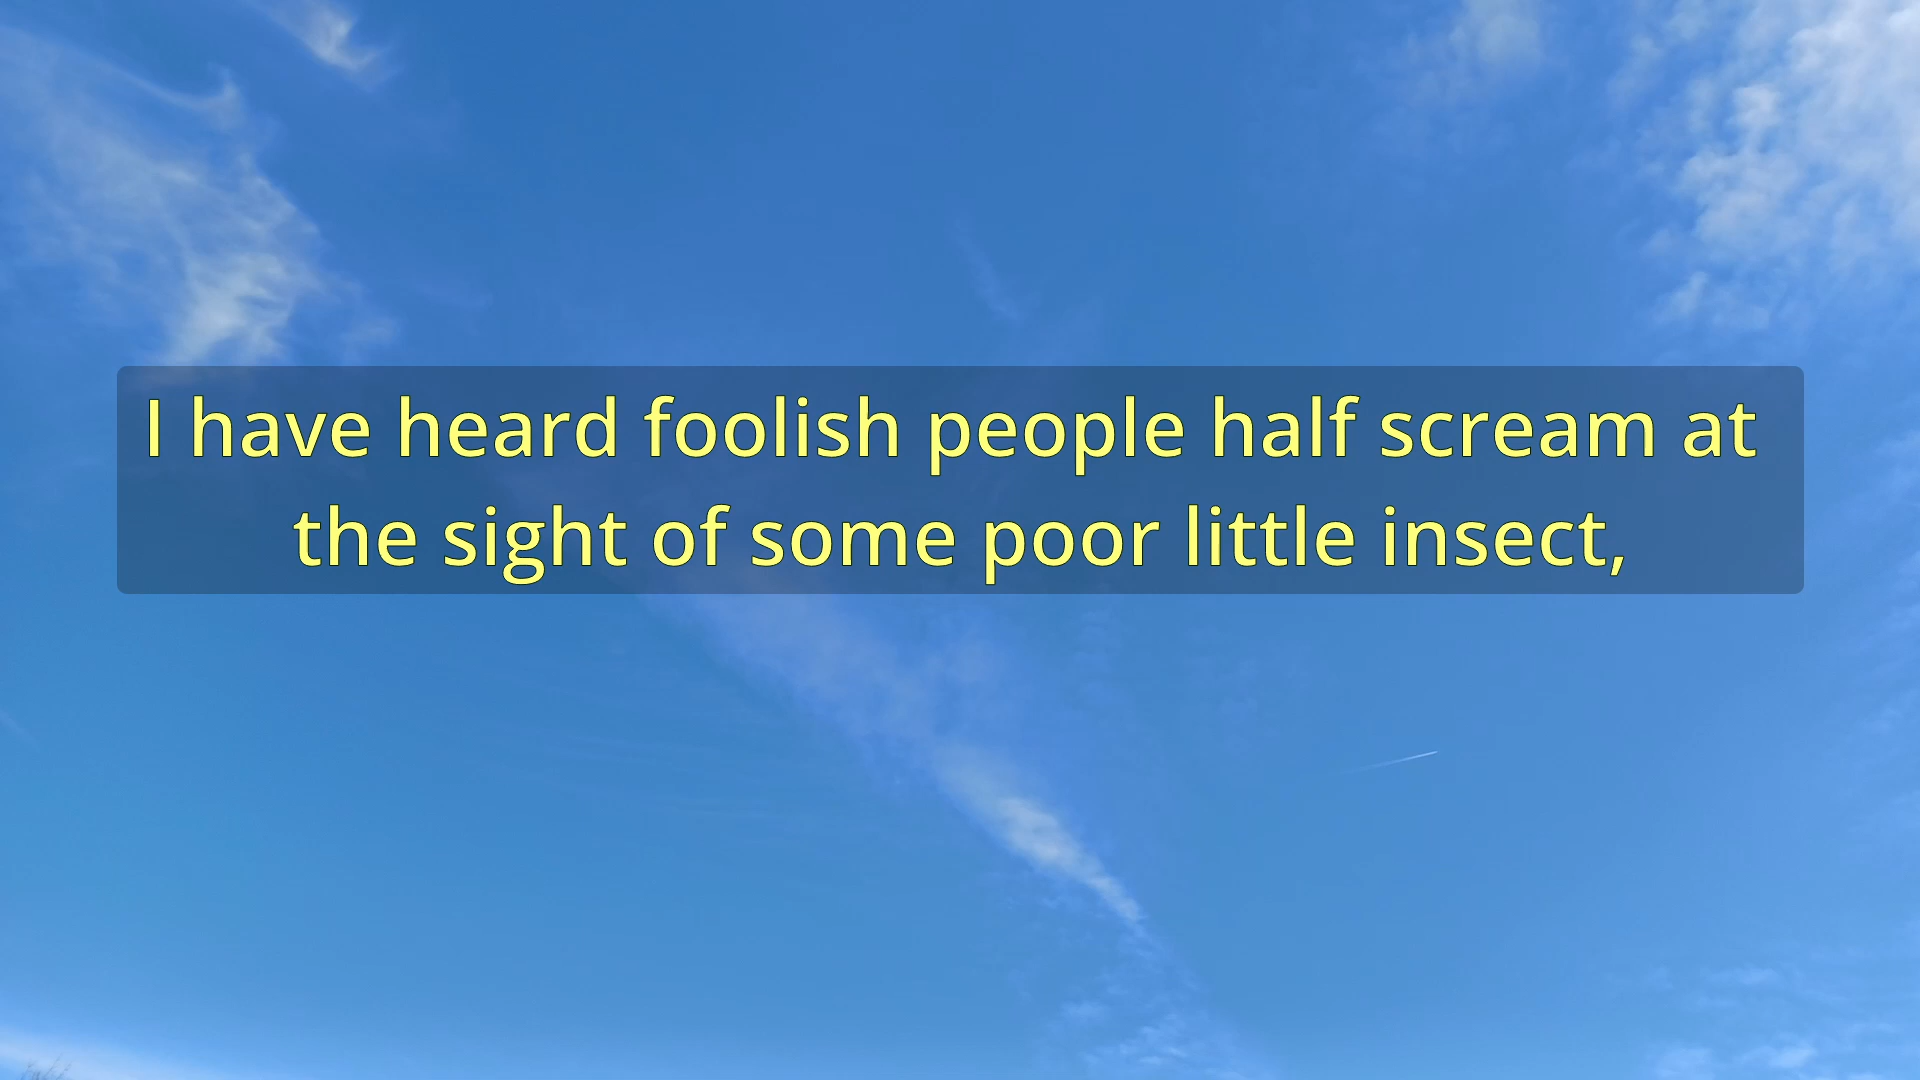 I have heard foolish people half scream at
the sight of some poor little insect,